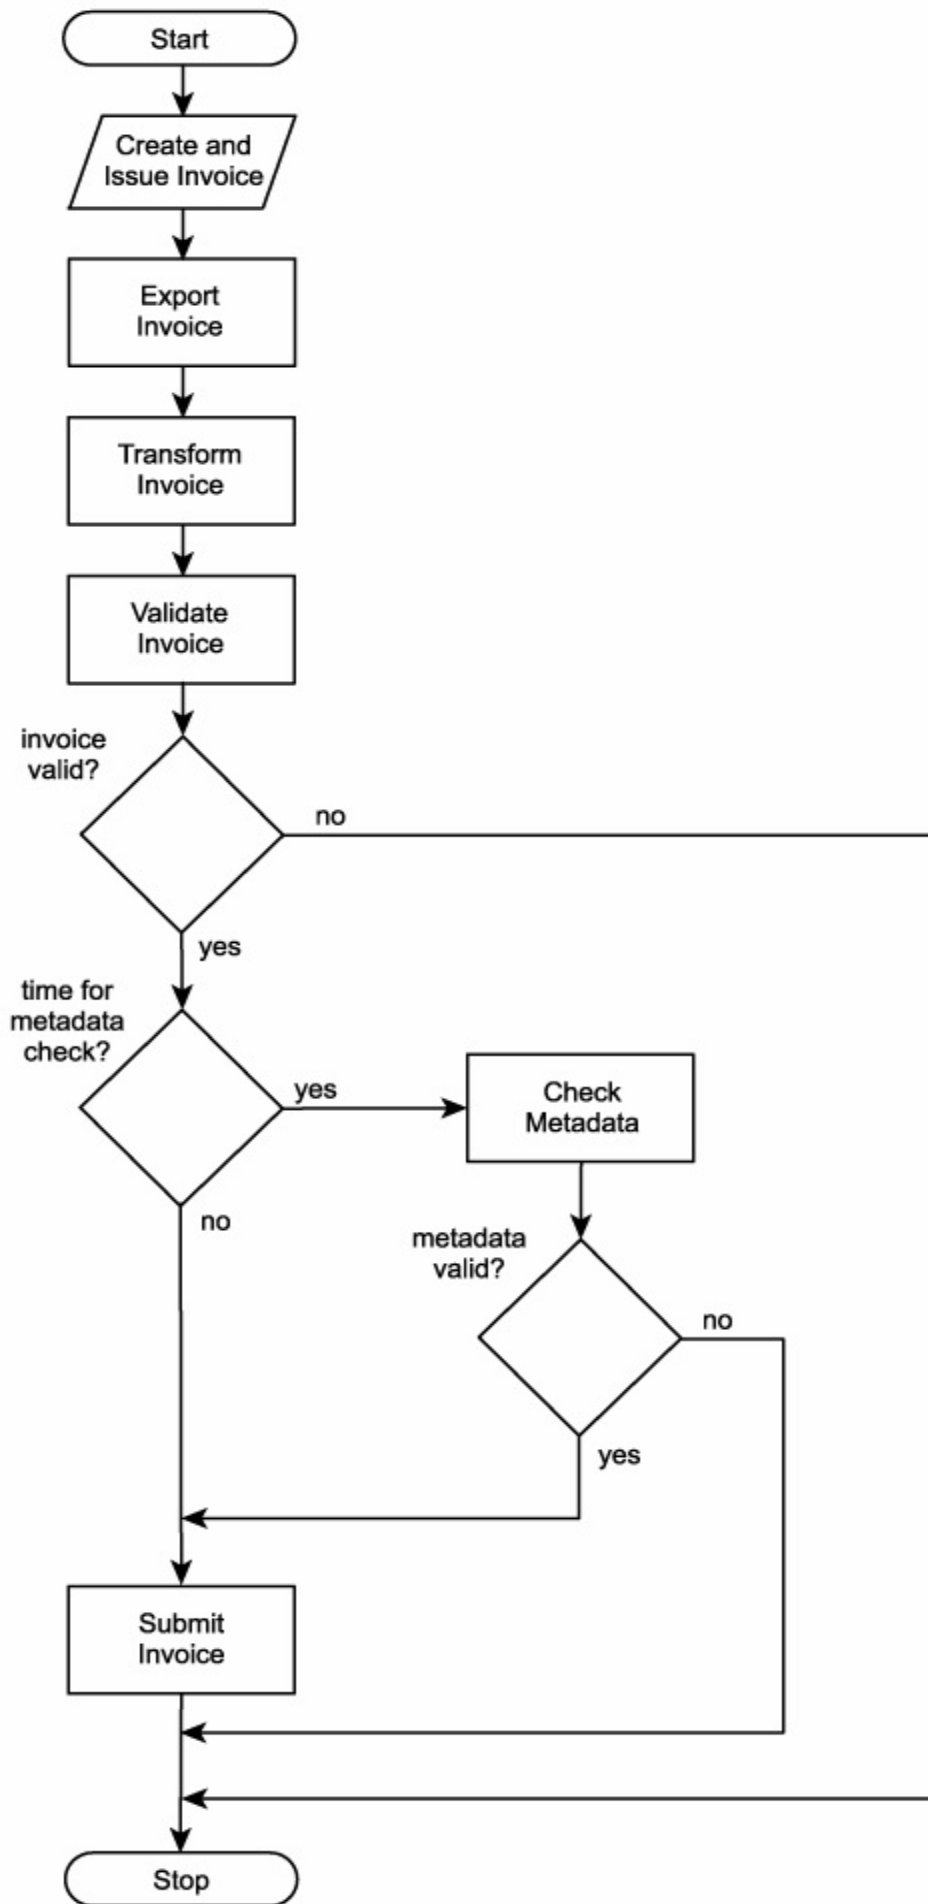 Start
Create and
Issue Invoice
Export
Invoice
Transform
Invoice
Validate
Invoice
invoice
valid?
no
yes
time for
metadata
check?
yes
Check
Metadata
no
metadata
valid?
no
yes
Submit
Invoice
Stop